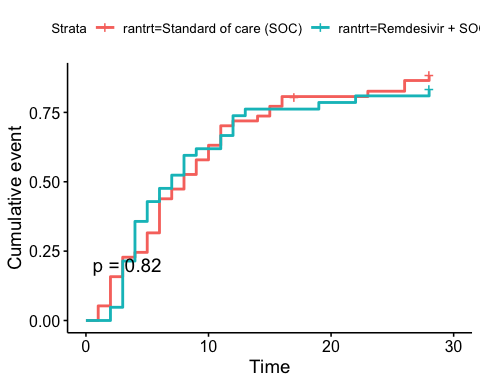 Strata rantrt=Standard of care (SOC) rantrt=Remdesivir + SO
Cumulative event
0.75
0.50
0.25
0.00
p = 0.82
0 10 20 30
Time